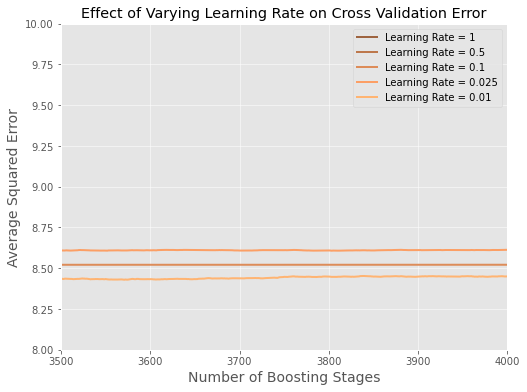 Effect of Varying Learning Rate on Cross Validation Error
10.00
9.75
9.50
9.25
9.00
8.75
8.50
8.25
8.00
Average Squared Error
Learning Rate = 1
Learning Rate = 0.5
Learning Rate = 0.1
Learning Rate = 0.025
Learning Rate = 0.01
3500 3600 3700 3800 3900 4000
Number of Boosting Stages